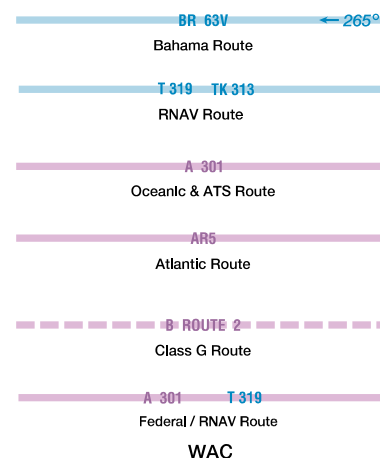 BR 63V ← 265°
Bahama Route
T 319 TK 313
RNAV Route
A 301
Oceanic & ATS Route
AR5
Atlantic Route
B ROUTE 2
Class G Route
A 301 T 319
Federal / RNAV Route
WAC